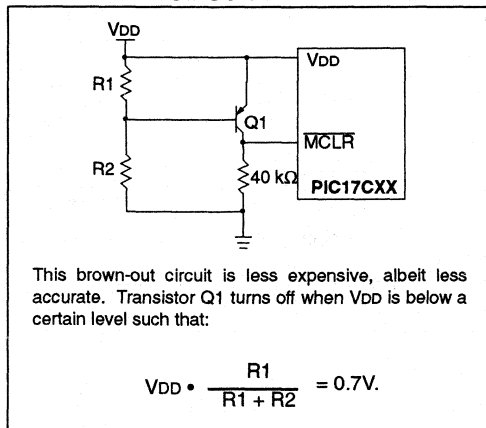 VDD
VDD
R1
Q1
MCLR
R2
40 kΩ
PIC17CXX
This brown-out circuit is less expensive, albeit less
accurate. Transistor Q1 turns off when VDD is below a
certain level such that:
VDD • R1 / R1 + R2 = 0.7V.